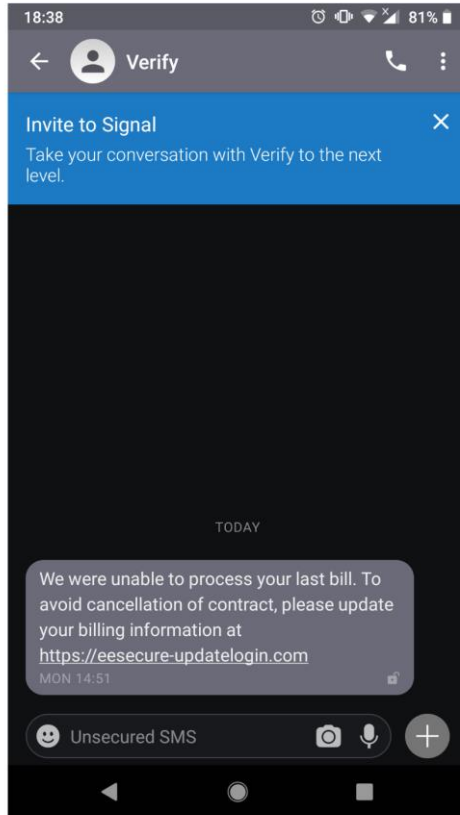 18:38
81%
Verify
Invite to Signal
Take your conversation with Verify to the next
level.
TODAY
We were unable to process your last bill. To
avoid cancellation of contract, please update
your billing information at
https://eesecure-updatelogin.com
MON 14:51
Unsecured SMS